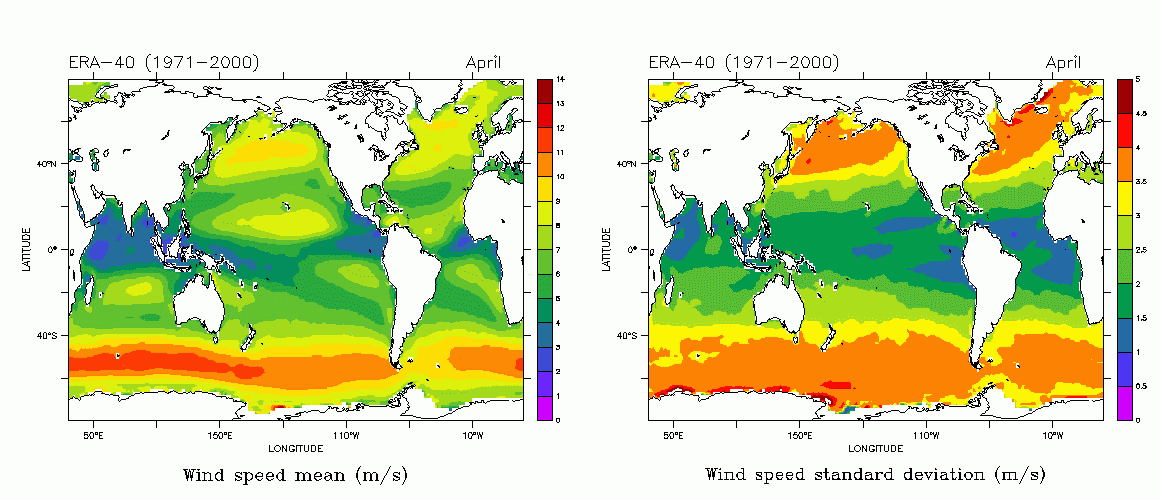 ERA−40 (1971−2000) April
14
13
12
11
10
9
8
7
6
5
4
3
2
1
0
40°N
0°
40°S
LATITUDE
50°E 150°E 110°W 10°W
LONGITUDE
Wind speed mean (m/s)
ERA−40 (1971−2000) April
5
4.5
4
3.5
3
2.5
2
1.5
1
0.5
0
40°N
0°
40°S
LATITUDE
50°E 150°E 110°W 10°W
LONGITUDE
Wind speed standard deviation (m/s)